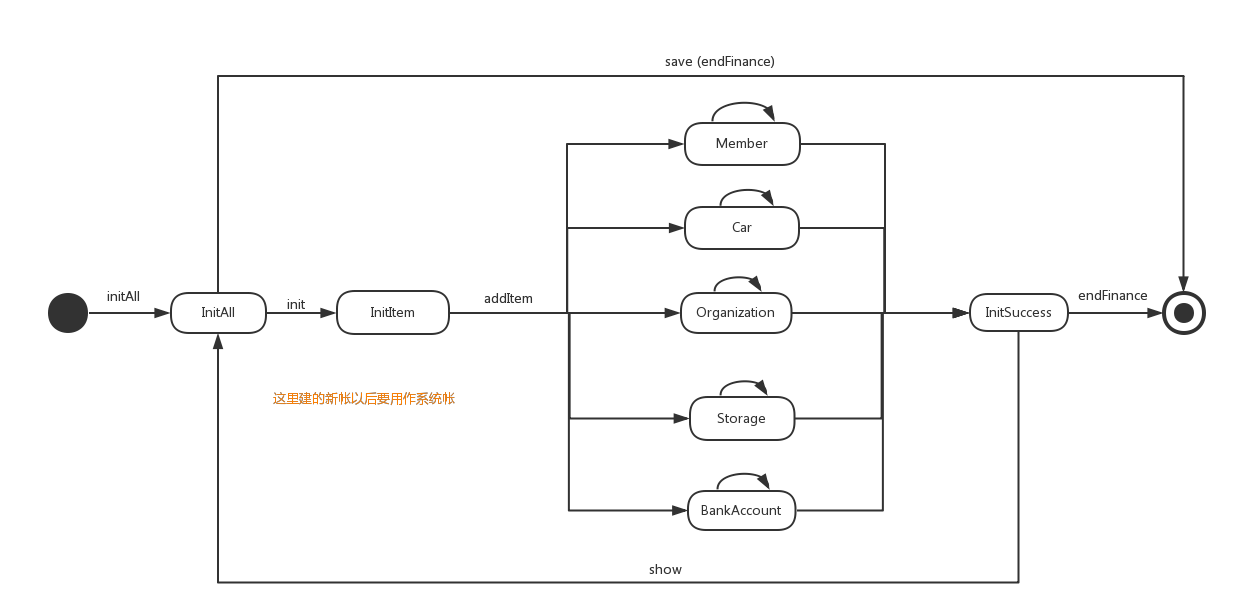 save (endFinance)
Member
Car
initAll
InitAll
init
InitItem
addItem
Organization
InitSuccess
endFinance
这里建的新帐以后要用作系统帐
Storage
BankAccount
show